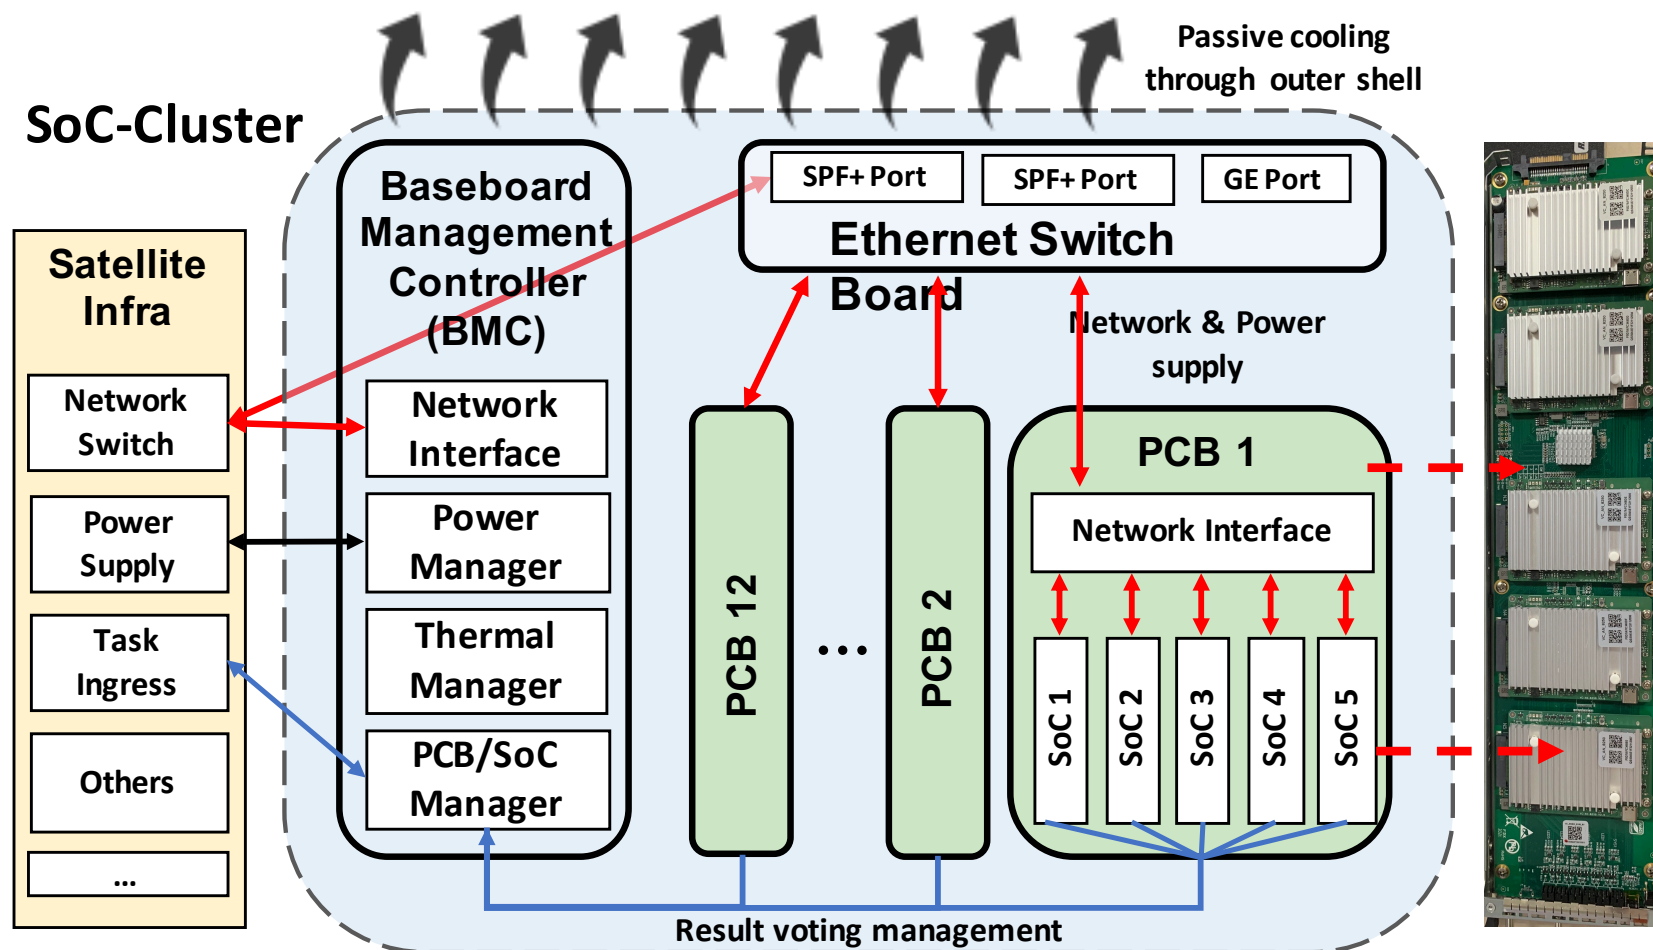 Passive cooling
through outer shell
SoC-Cluster
Satellite
Infra
Network
Switch
Power
Supply
Task
Ingress
Others
...
Baseboard
Management
Controller
(BMC)
Network
Interface
Power
Manager
Thermal
Manager
PCB/SoC
Manager
SPF+ Port
SPF+ Port
GE Port
Ethernet Switch
Board
Network & Power
supply
PCB 12
...
PCB 2
PCB 1
Network Interface
SoC 1
SoC 2
SoC 3
SoC 4
SoC 5
Result voting management